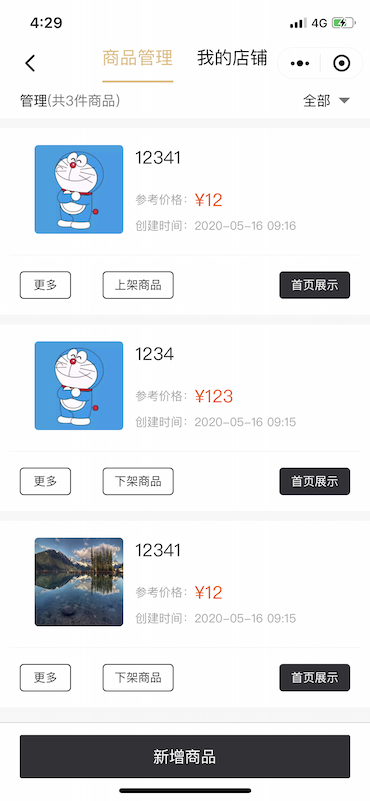 4:29
4G
商品管理 我的店铺
管理(共3件商品) 全部
12341
参考价格: ¥12
创建时间: 2020-05-16 09:16
更多 上架商品 首页展示
1234
参考价格: ¥123
创建时间: 2020-05-16 09:15
更多 下架商品 首页展示
12341
参考价格: ¥12
创建时间: 2020-05-16 09:15
更多 下架商品 首页展示
新增商品